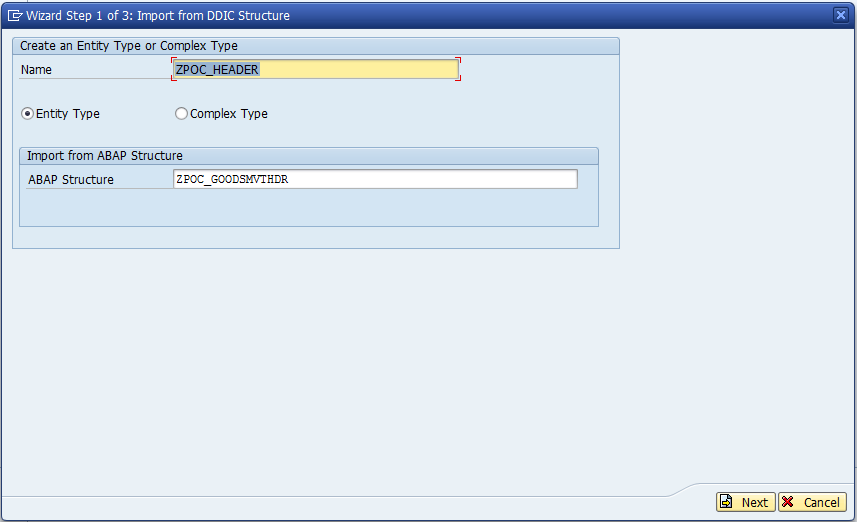 Wizard Step 1 of 3: Import from DDIC Structure
Create an Entity Type or Complex Type
Name ZPOC_HEADER
Entity Type Complex Type
Import from ABAP Structure
ABAP Structure ZPOC_GOODSMVTHDR
Next Cancel